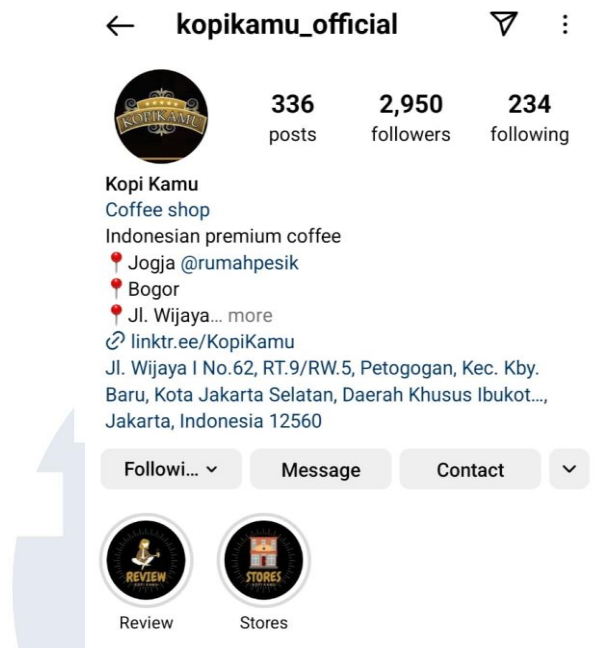 kopikamu_official
KOPIKAMU
336 2,950 234
posts followers following
Kopi Kamu
Coffee shop
Indonesian premium coffee
📍Jogja @rumahpesik
📍Bogor
📍Jl. Wijaya... more
linktr.ee/KopiKamu
Jl. Wijaya I No.62, RT.9/RW.5, Petogogan, Kec. Kby.
Baru, Kota Jakarta Selatan, Daerah Khusus Ibukot...,
Jakarta, Indonesia 12560
Followi... Message Contact
REVIEW STORES
Review Stores